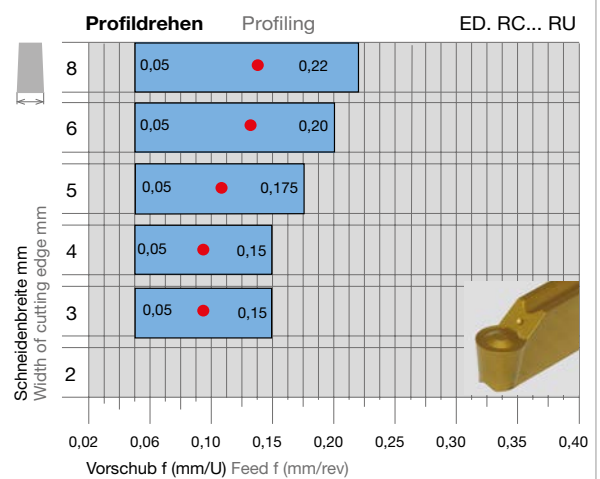 Profildrehen Profiling ED. RC... RU
8 0,05 0,22
6 0,05 0,20
5 0,05 0,175
4 0,05 0,15
3 0,05 0,15
2
Schneidenbreite mm
Width of cutting edge mm
0,02 0,06 0,10 0,15 0,20 0,25 0,30 0,35 0,40
Vorschub f (mm/U) Feed f (mm/rev)